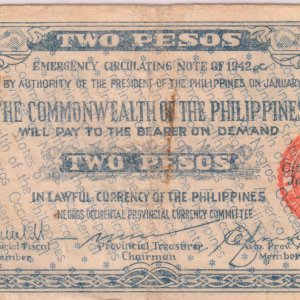 TWO PESOS
EMERGENCY CIRCULATING NOTE OF 1942
BY AUTHORITY OF THE PRESIDENT OF THE PHILIPPINES ON JANUARY
THE COMMONWEALTH OF THE PHILIPPINES
WILL PAY TO THE BEARER ON DEMAND
TWO PESOS
IN LAWFUL CURRENCY OF THE PHILIPPINES
NEGROS OCCIDENTAL PROVINCIAL CURRENCY COMMITTEE
Fiscal Provincial Treasurer
Member Chairman Member